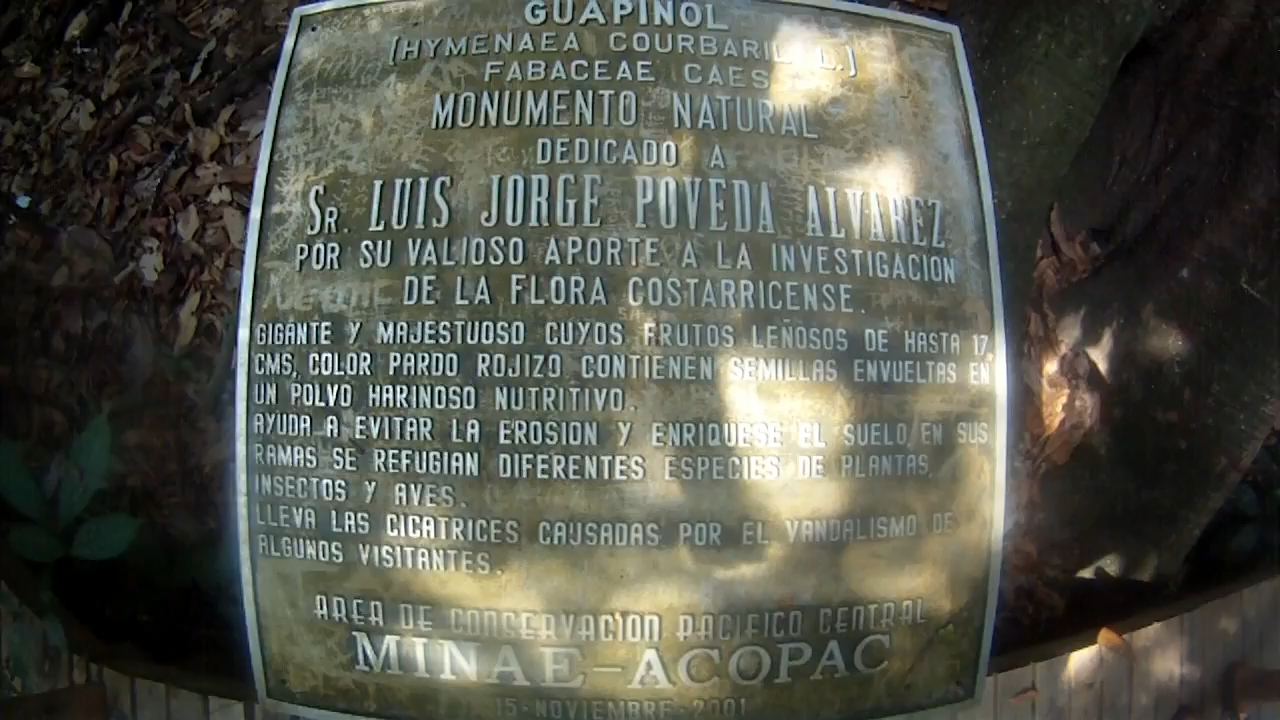 GUAPINOL
(HYMENAEA COURBARIL L.)
FABACEAE CAES
MONUMENTO NATURAL
DEDICADO A
SR. LUIS JORGE POVEDA ALVAREZ
POR SU VALIOSO APORTE A LA INVESTIGACION
DE LA FLORA COSTARRICENSE.
GIGANTE Y MAJESTUOSO CUYOS FRUTOS LEÑOSOS DE HASTA 17
CMS, COLOR PARDO ROJIZO CONTIENEN SEMILLAS ENVUELTAS EN
UN POLVO HARINOSO NUTRITIVO.
AYUDA A EVITAR LA EROSION Y ENRIQUESE EL SUELO, EN SUS
RAMAS SE REFUGIAN DIFERENTES ESPECIES DE PLANTAS,
INSECTOS Y AVES.
LLEVA LAS CICATRICES CAUSADAS POR EL VANDALISMO DE
ALGUNOS VISITANTES.
AREA DE CONSERVACION PACIFICO CENTRAL
MINAE-ACOPAC
15-NOVIEMBRE-2001